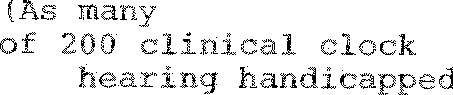 (As many
of 200 clinical clock
hearing handicapped